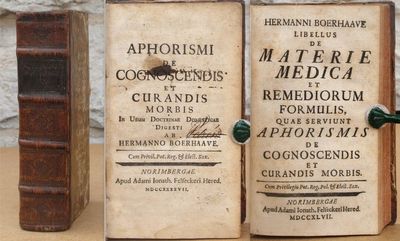 APHORISMI
DE
COGNOSCENDIS
ET
CURANDIS
MORBIS
IN USUM DOCTRINAE DOMESTICAE
DIGESTI
AB
HERMANNO BOERHAAVE.
Cum Privil. Pot. Reg. & Elect. Sax.
NORIMBERGAE
Apud Adami Ionath. Felseckeri Hered.
HERMANNI BOERHAAVE
LIBELLUS
DE
MATERIE
MEDICA
ET
REMEDIORUM
FORMULIS,
QUAE SERVIUNT
APHORISMIS
DE
COGNOSCENDIS
ET
CURANDIS MORBIS.
Cum Privilegiis Pot. Reg. Pol. & Elect. Sax.
NORIMBERGAE
Apud Adami Ionath. Felseckeri Hered.
MDCCXLVII.